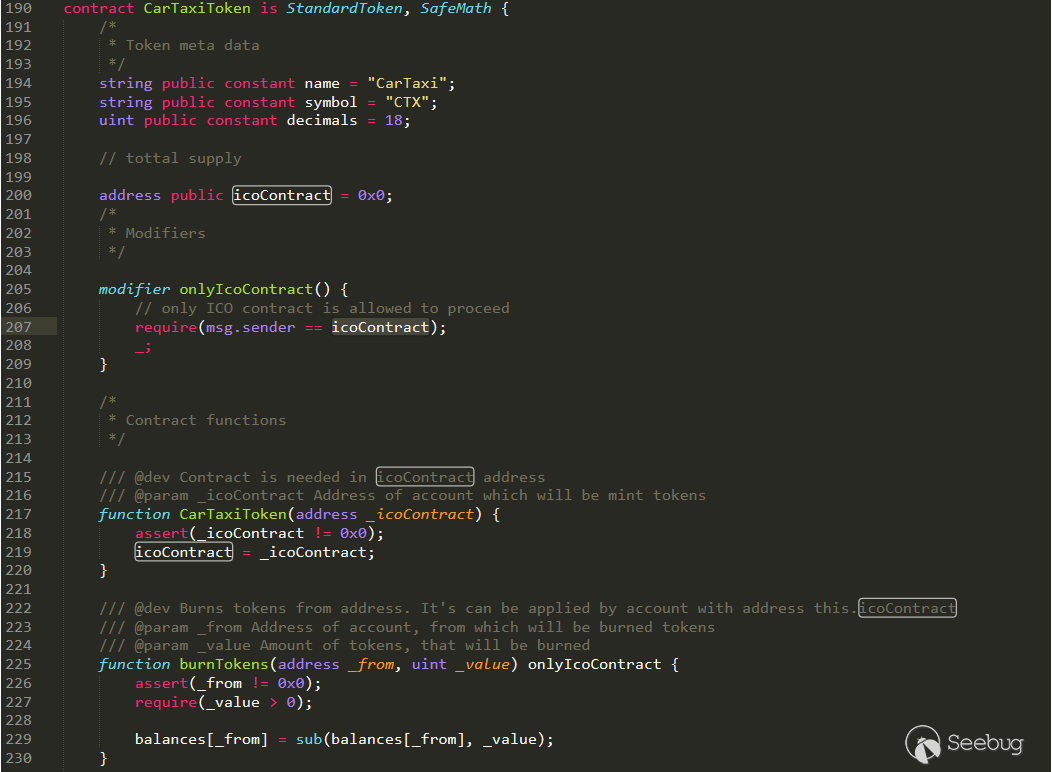 190 contract CarTaxiToken is StandardToken, SafeMath {
191 /*
192 * Token meta data
193 */
194 string public constant name = "CarTaxi";
195 string public constant symbol = "CTX";
196 uint public constant decimals = 18;
197
198 // tottal supply
199
200 address public icoContract = 0x0;
201 /*
202 * Modifiers
203 */
204
205 modifier onlyIcoContract() {
206 // only ICO contract is allowed to proceed
207 require(msg.sender == icoContract);
208 _;
209 }
210
211 /*
212 * Contract functions
213 */
214
215 /// @dev Contract is needed in icoContract address
216 /// @param _icoContract Address of account which will be mint tokens
217 function CarTaxiToken(address _icoContract) {
218 assert(_icoContract != 0x0);
219 icoContract = _icoContract;
220 }
221
222 /// @dev Burns tokens from address. It's can be applied by account with address this.icoContract
223 /// @param _from Address of account, from which will be burned tokens
224 /// @param _value Amount of tokens, that will be burned
225 function burnTokens(address _from, uint _value) onlyIcoContract {
226 assert(_from != 0x0);
227 require(_value > 0);
228
229 balances[_from] = sub(balances[_from], _value);
230 }
Seebug